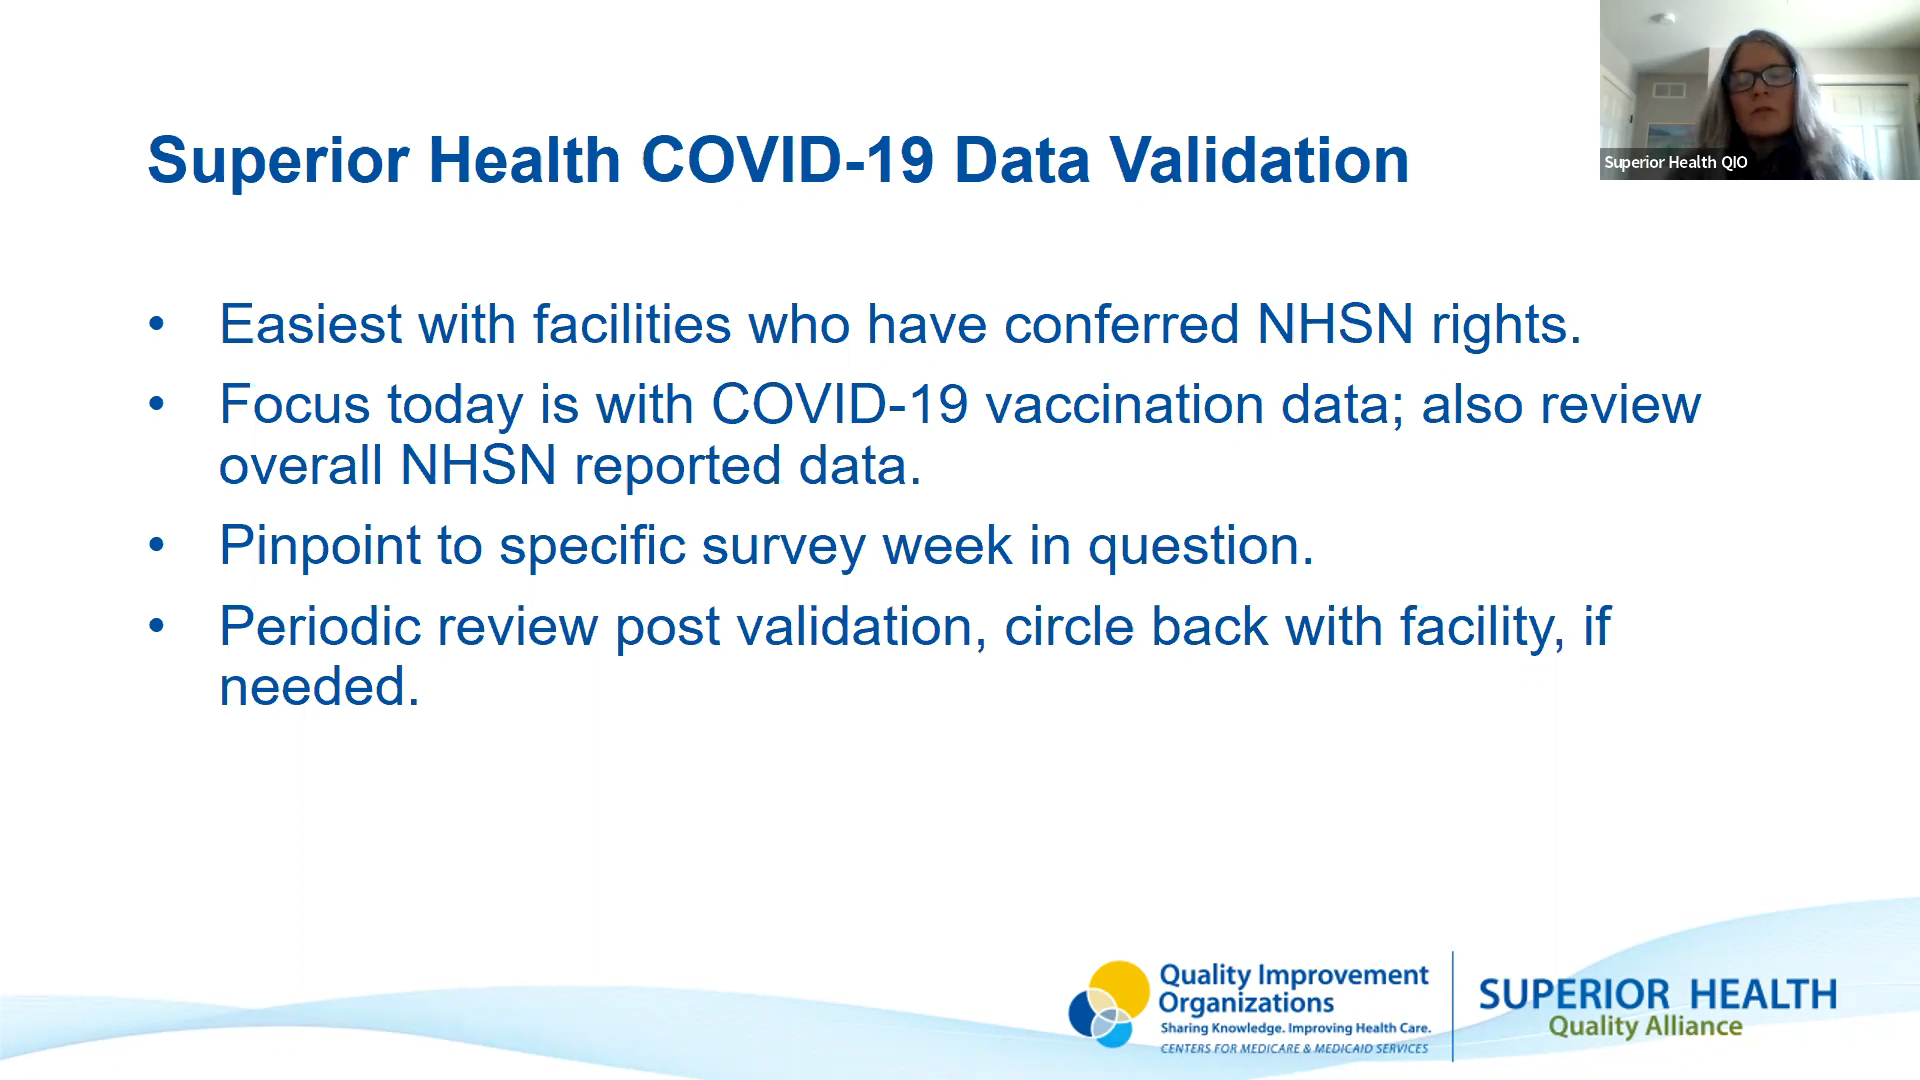 Superior Health COVID-19 Data Validation
Superior Health QIO
• Easiest with facilities who have conferred NHSN rights.
• Focus today is with COVID-19 vaccination data; also review
overall NHSN reported data.
• Pinpoint to specific survey week in question.
• Periodic review post validation, circle back with facility, if
needed.
Quality Improvement
Organizations
Sharing Knowledge. Improving Health Care.
CENTERS FOR MEDICARE & MEDICAID SERVICES
SUPERIOR HEALTH
Quality Alliance